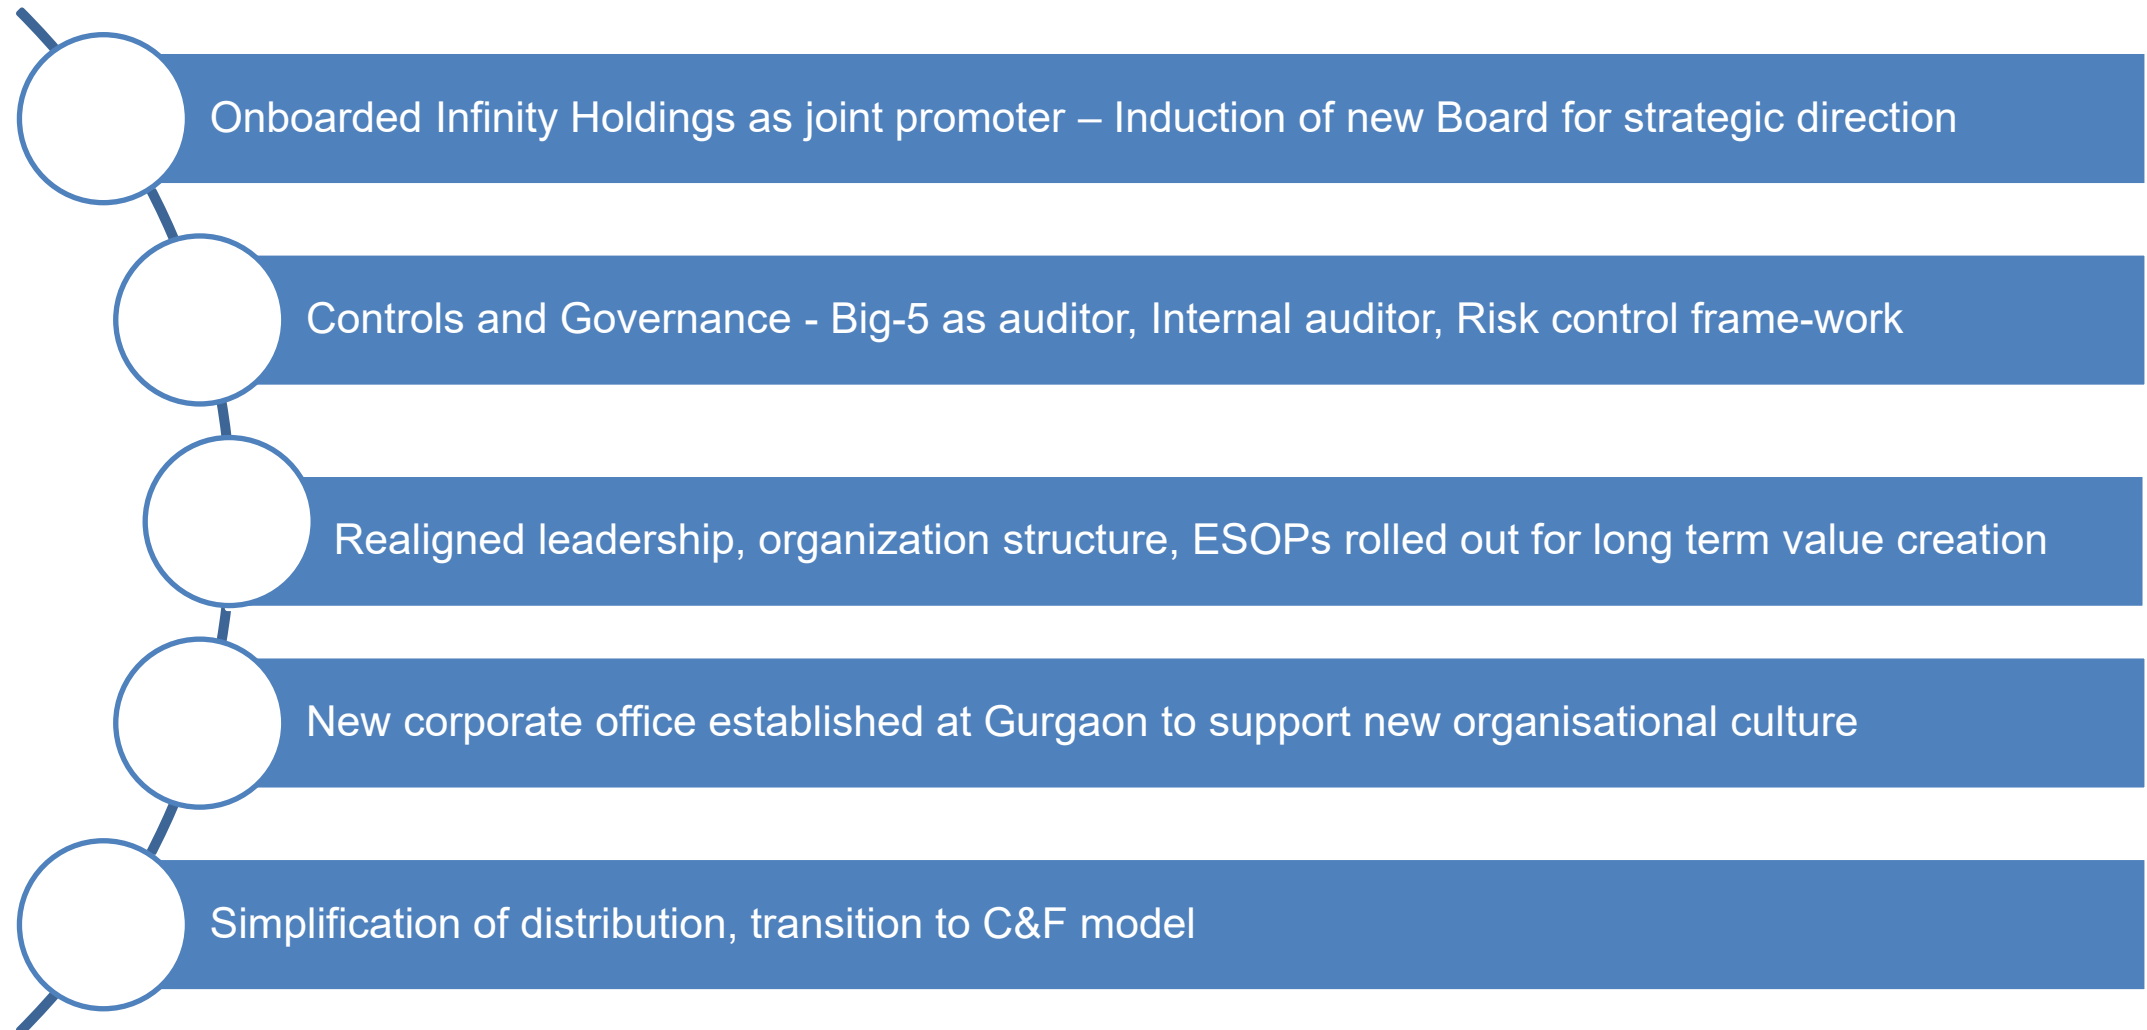 Onboarded Infinity Holdings as joint promoter – Induction of new Board for strategic direction
Controls and Governance - Big-5 as auditor, Internal auditor, Risk control frame-work
Realigned leadership, organization structure, ESOPs rolled out for long term value creation
New corporate office established at Gurgaon to support new organisational culture
Simplification of distribution, transition to C&F model